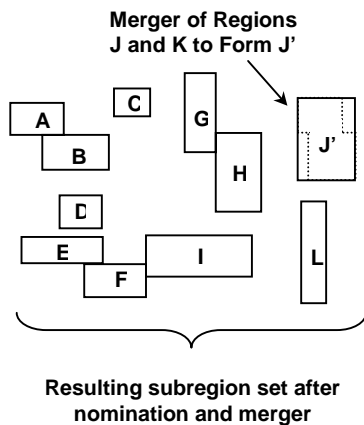 Merger of Regions
J and K to Form J’
A
B
C
G
H
J’
D
E
F
I
L
Resulting subregion set after
nomination and merger